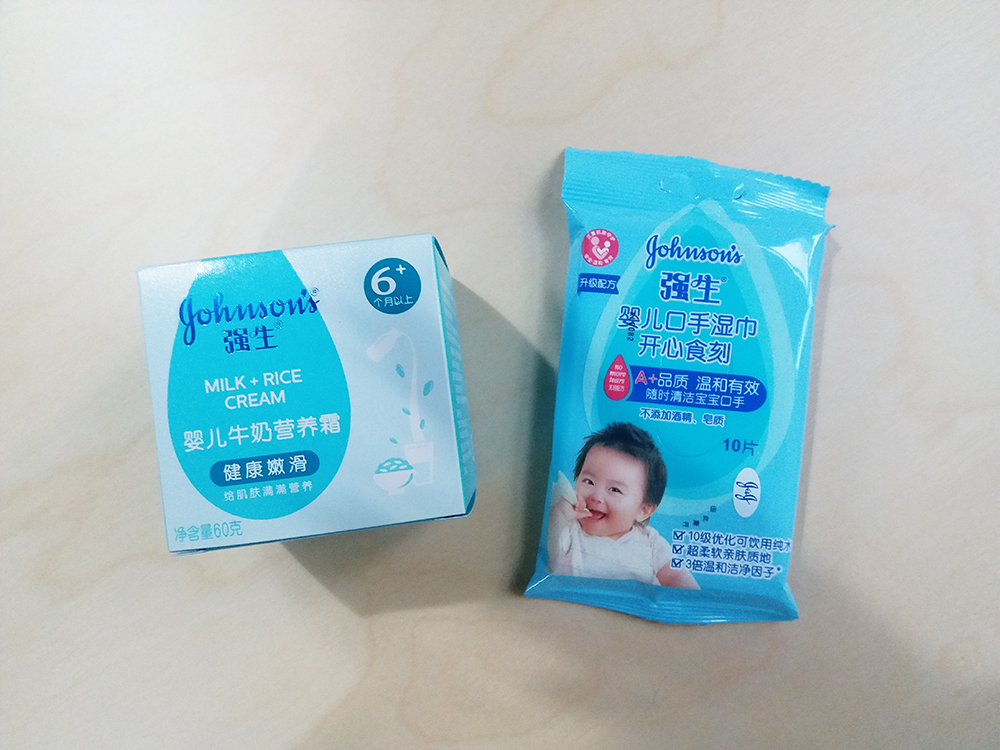 Johnson's®
强生®
MILK + RICE
CREAM
婴儿牛奶营养霜
健康嫩滑
给肌肤满满营养
净含量60克
6+
个月以上
Johnson's
强生®
升级配方
婴儿口手湿巾
开心食刻
no
more
tears
A+品质 温和有效
随时清洁宝宝口手
不添加酒精、皂质
10片
10级优化可饮用纯水
超柔软亲肤质地
3倍温和洁净因子*